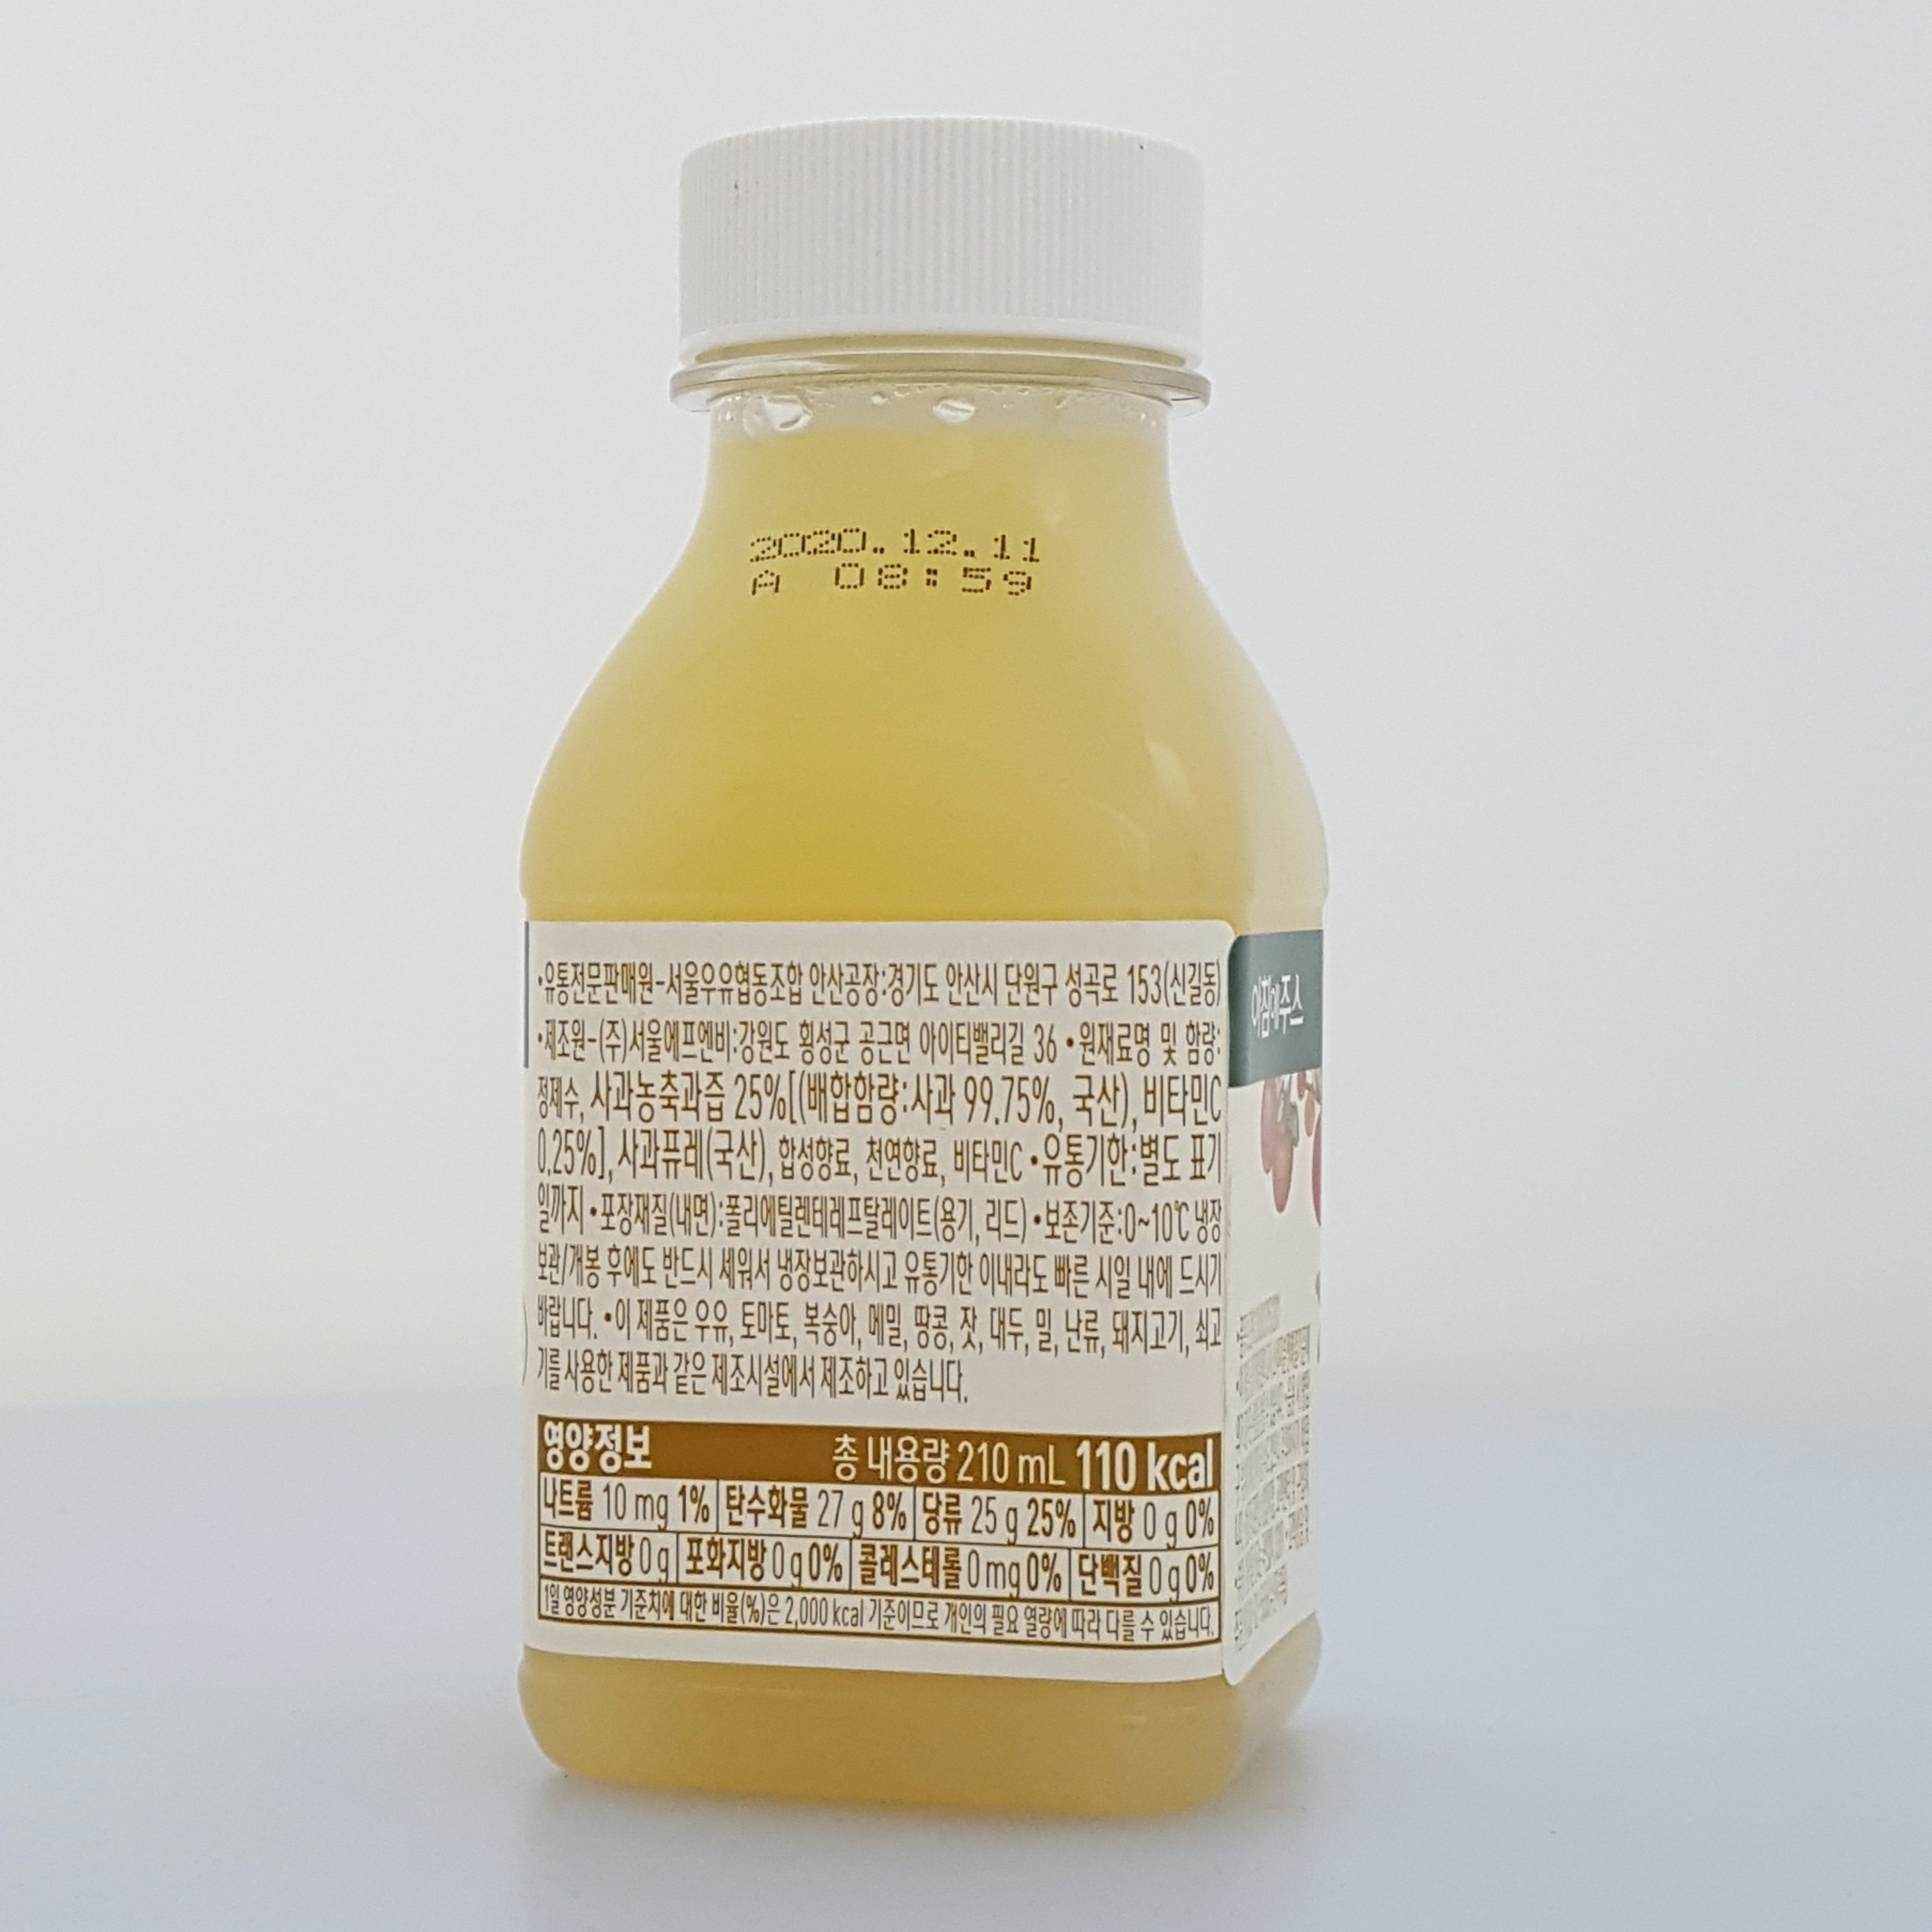 2020.12.11
A 08:59
•유통전문판매원-서울우유협동조합 안산공장:경기도 안산시 단원구 성곡로 153(신길동)
•제조원-(주)서울에프엔비:강원도 횡성군 공근면 아이티밸리길 36 •원재료명 및 함량:
정제수, 사과농축과즙 25%[(배합함량:사과 99.75%, 국산), 비타민C
0.25%], 사과퓨레(국산), 합성향료, 천연향료, 비타민C •유통기한:별도 표기
일까지 •포장재질(내면):폴리에틸렌테레프탈레이트(용기, 리드) •보존기준:0~10℃ 냉장
보관/개봉 후에도 반드시 세워서 냉장보관하시고 유통기한 이내라도 빠른 시일 내에 드시기
바랍니다. •이 제품은 우유, 토마토, 복숭아, 메밀, 땅콩, 잣, 대두, 밀, 난류, 돼지고기, 쇠고
기를 사용한 제품과 같은 제조시설에서 제조하고 있습니다.
영양정보 총 내용량 210 mL 110 kcal
나트륨 10 mg 1% 탄수화물 27 g 8% 당류 25 g 25% 지방 0 g 0%
트랜스지방 0 g 포화지방 0 g 0% 콜레스테롤 0 mg 0% 단백질 0 g 0%
1일 영양성분 기준치에 대한 비율(%)은 2,000 kcal 기준이므로 개인의 필요 열량에 따라 다를 수 있습니다.
아침에주스